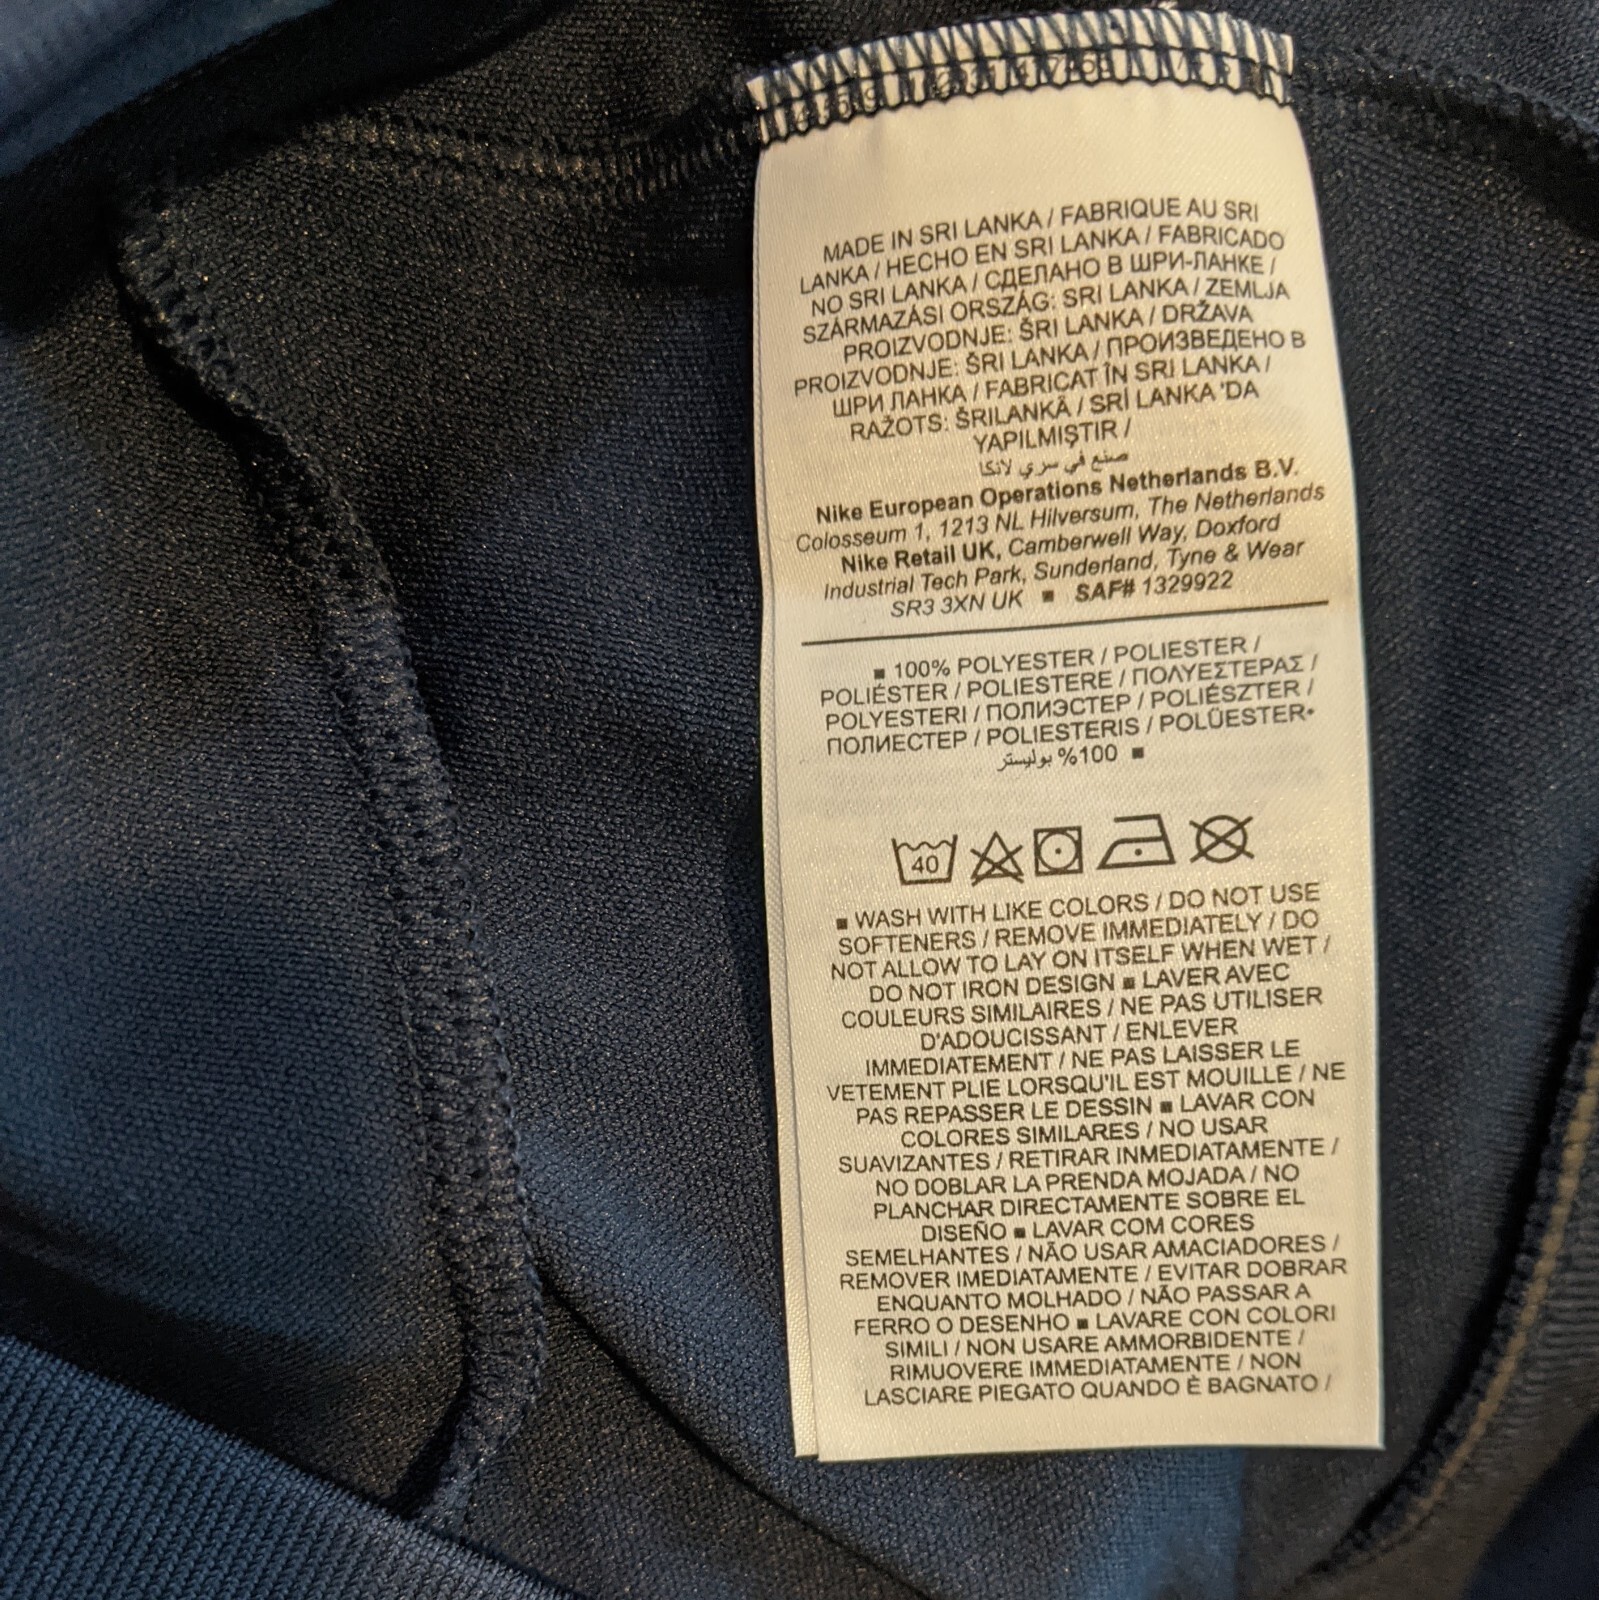 MADE IN SRI LANKA / FABRIQUE AU SRI
LANKA / HECHO EN SRI LANKA / FABRICADO
NO SRI LANKA / СДЕЛАНО В ШРИ-ЛАНКЕ /
SZÁRMAZÁSI ORSZÁG: SRI LANKA / ZEMLJA
PROIZVODNJE: ŠRI LANKA / DRŽAVA
PROIZVODNJE: ŠRI LANKA / ПРОИЗВЕДЕНО В
ШРИ ЛАНКА / FABRICAT ÎN SRI LANKA /
RAŽOTS: ŠRILANKĀ / SRİ LANKA 'DA
YAPILMIŞTIR /
صنع في سري لانكا
Nike European Operations Netherlands B.V.
Colosseum 1, 1213 NL Hilversum, The Netherlands
Nike Retail UK, Camberwell Way, Doxford
Industrial Tech Park, Sunderland, Tyne & Wear
SR3 3XN UK ■ SAF# 1329922
■ 100% POLYESTER / POLIESTER /
POLIÉSTER / POLIESTERE / ΠΟΛΥΕΣΤΕΡΑΣ /
POLYESTERI / ПОЛИЭСТЕР / POLIÉSZTER /
ПОЛИЕСТЕР / POLIESTERIS / POLÜESTER•
100% بوليستر ■
40
■ WASH WITH LIKE COLORS / DO NOT USE
SOFTENERS / REMOVE IMMEDIATELY / DO
NOT ALLOW TO LAY ON ITSELF WHEN WET /
DO NOT IRON DESIGN ■ LAVER AVEC
COULEURS SIMILAIRES / NE PAS UTILISER
D'ADOUCISSANT / ENLEVER
IMMEDIATEMENT / NE PAS LAISSER LE
VETEMENT PLIE LORSQU'IL EST MOUILLE / NE
PAS REPASSER LE DESSIN ■ LAVAR CON
COLORES SIMILARES / NO USAR
SUAVIZANTES / RETIRAR INMEDIATAMENTE /
NO DOBLAR LA PRENDA MOJADA / NO
PLANCHAR DIRECTAMENTE SOBRE EL
DISEÑO ■ LAVAR COM CORES
SEMELHANTES / NÃO USAR AMACIADORES /
REMOVER IMEDIATAMENTE / EVITAR DOBRAR
ENQUANTO MOLHADO / NÃO PASSAR A
FERRO O DESENHO ■ LAVARE CON COLORI
SIMILI / NON USARE AMMORBIDENTE /
RIMUOVERE IMMEDIATAMENTE / NON
LASCIARE PIEGATO QUANDO È BAGNATO /